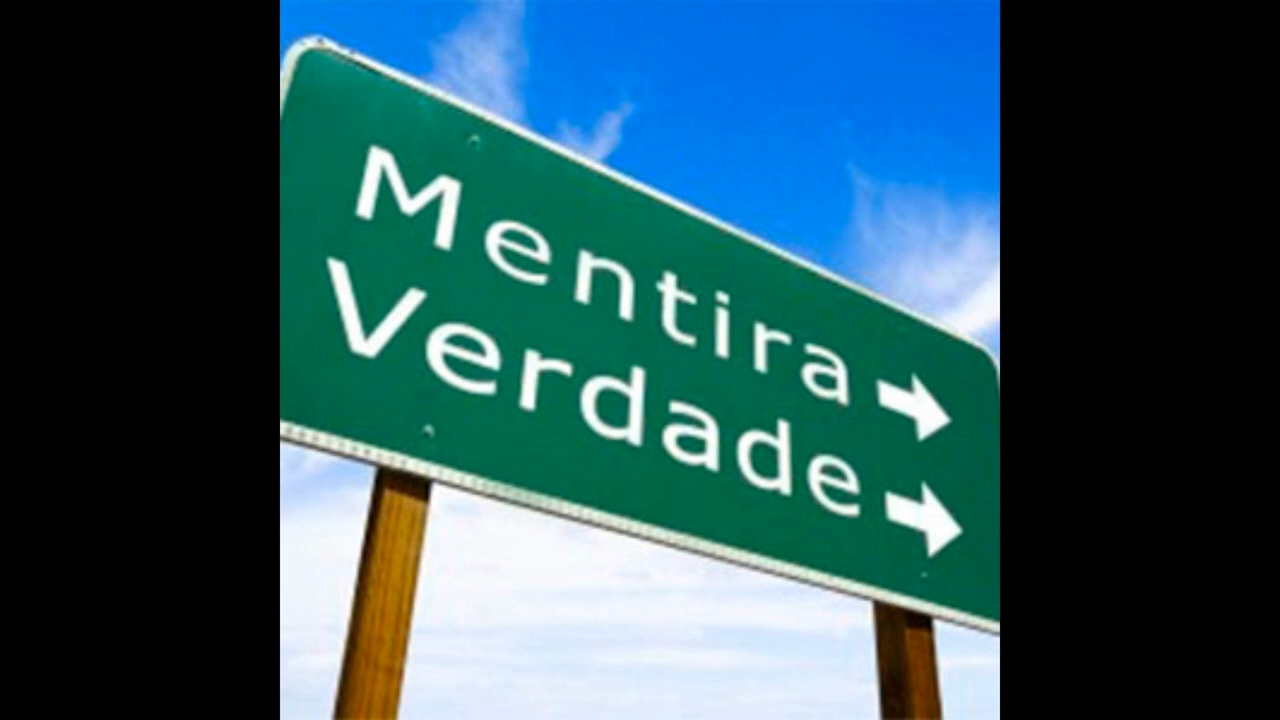 Mentira →
Verdade →